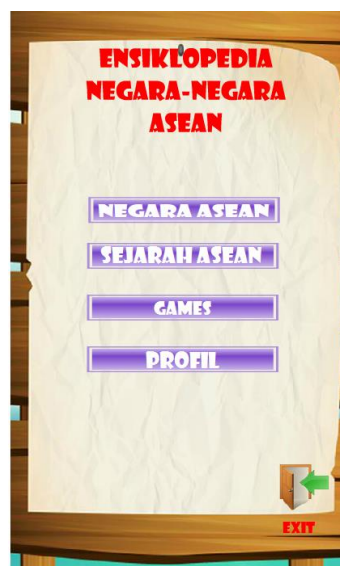 ENSIKLOPEDIA
NEGARA-NEGARA
ASEAN
NEGARA ASEAN
SEJARAH ASEAN
GAMES
PROFIL
EXIT